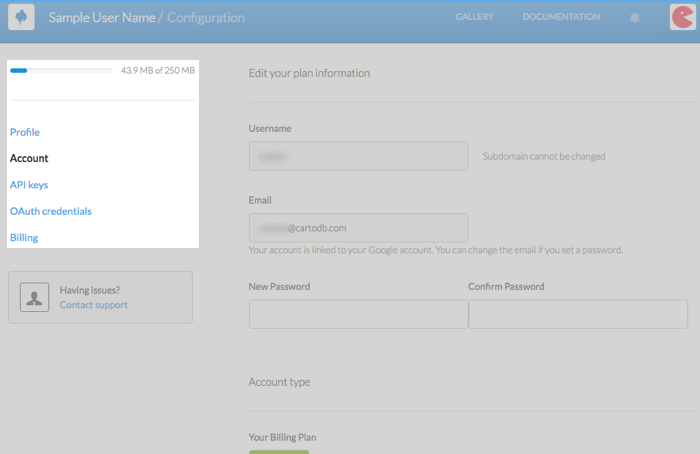 Sample User Name / Configuration
GALLERY
DOCUMENTATION
43.9 MB of 250 MB
Profile
Account
API keys
OAuth credentials
Billing
Having issues?
Contact support
Edit your plan information
Username
Subdomain cannot be changed
Email
@cartodb.com
Your account is linked to your Google account. You can change the email if you set a password.
New Password
Confirm Password
Account type
Your Billing Plan